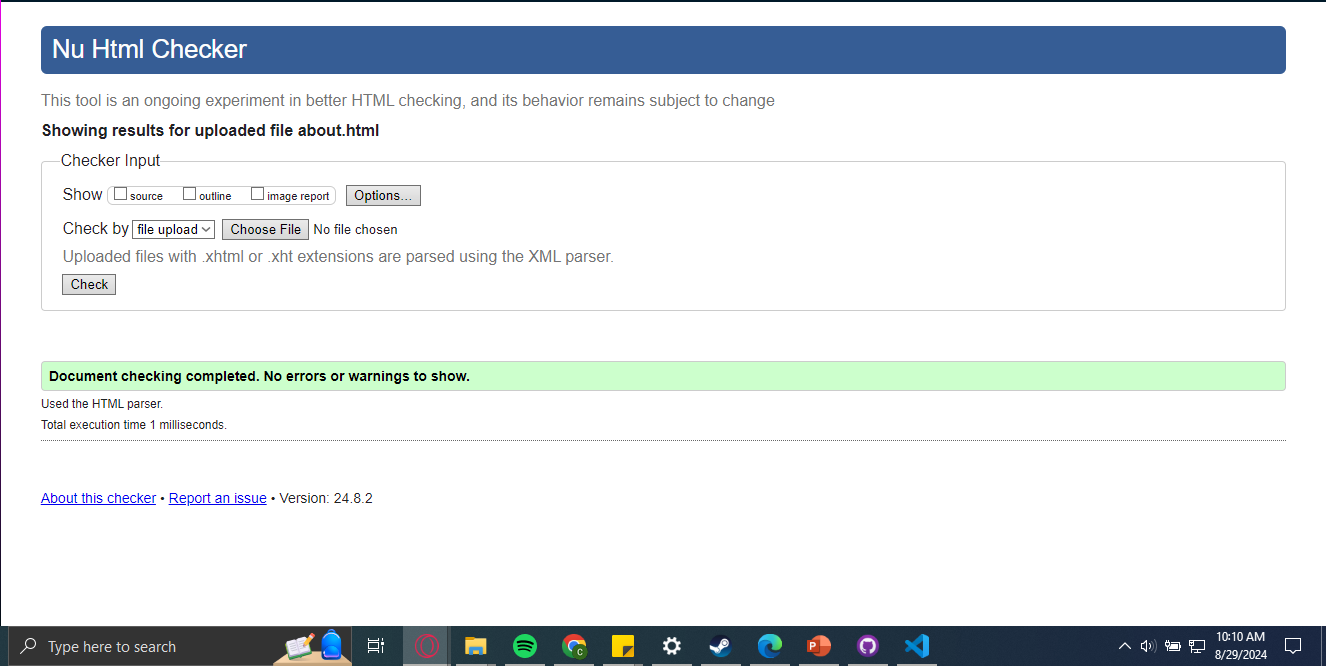 Nu Html Checker
This tool is an ongoing experiment in better HTML checking, and its behavior remains subject to change
Showing results for uploaded file about.html
Checker Input
Show source outline image report Options...
Check by file upload Choose File No file chosen
Uploaded files with .xhtml or .xht extensions are parsed using the XML parser.
Check
Document checking completed. No errors or warnings to show.
Used the HTML parser.
Total execution time 1 milliseconds.
About this checker • Report an issue • Version: 24.8.2
Type here to search
10:10 AM
8/29/2024